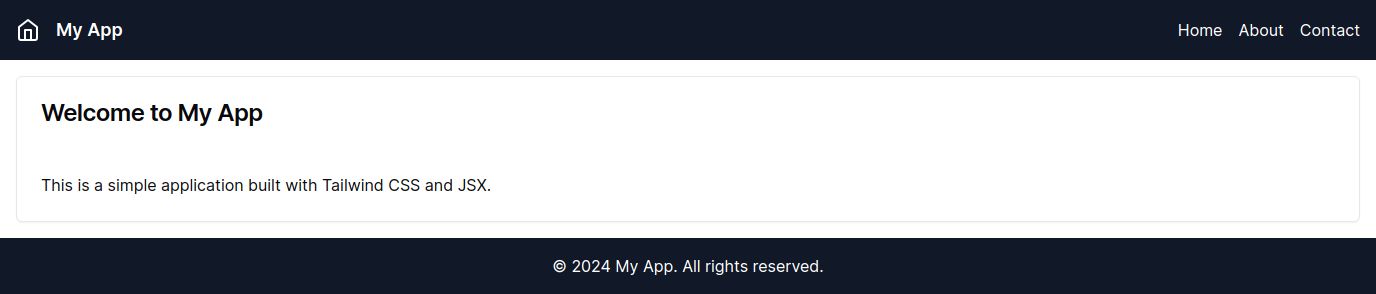 My App
Home About Contact
Welcome to My App
This is a simple application built with Tailwind CSS and JSX.
© 2024 My App. All rights reserved.